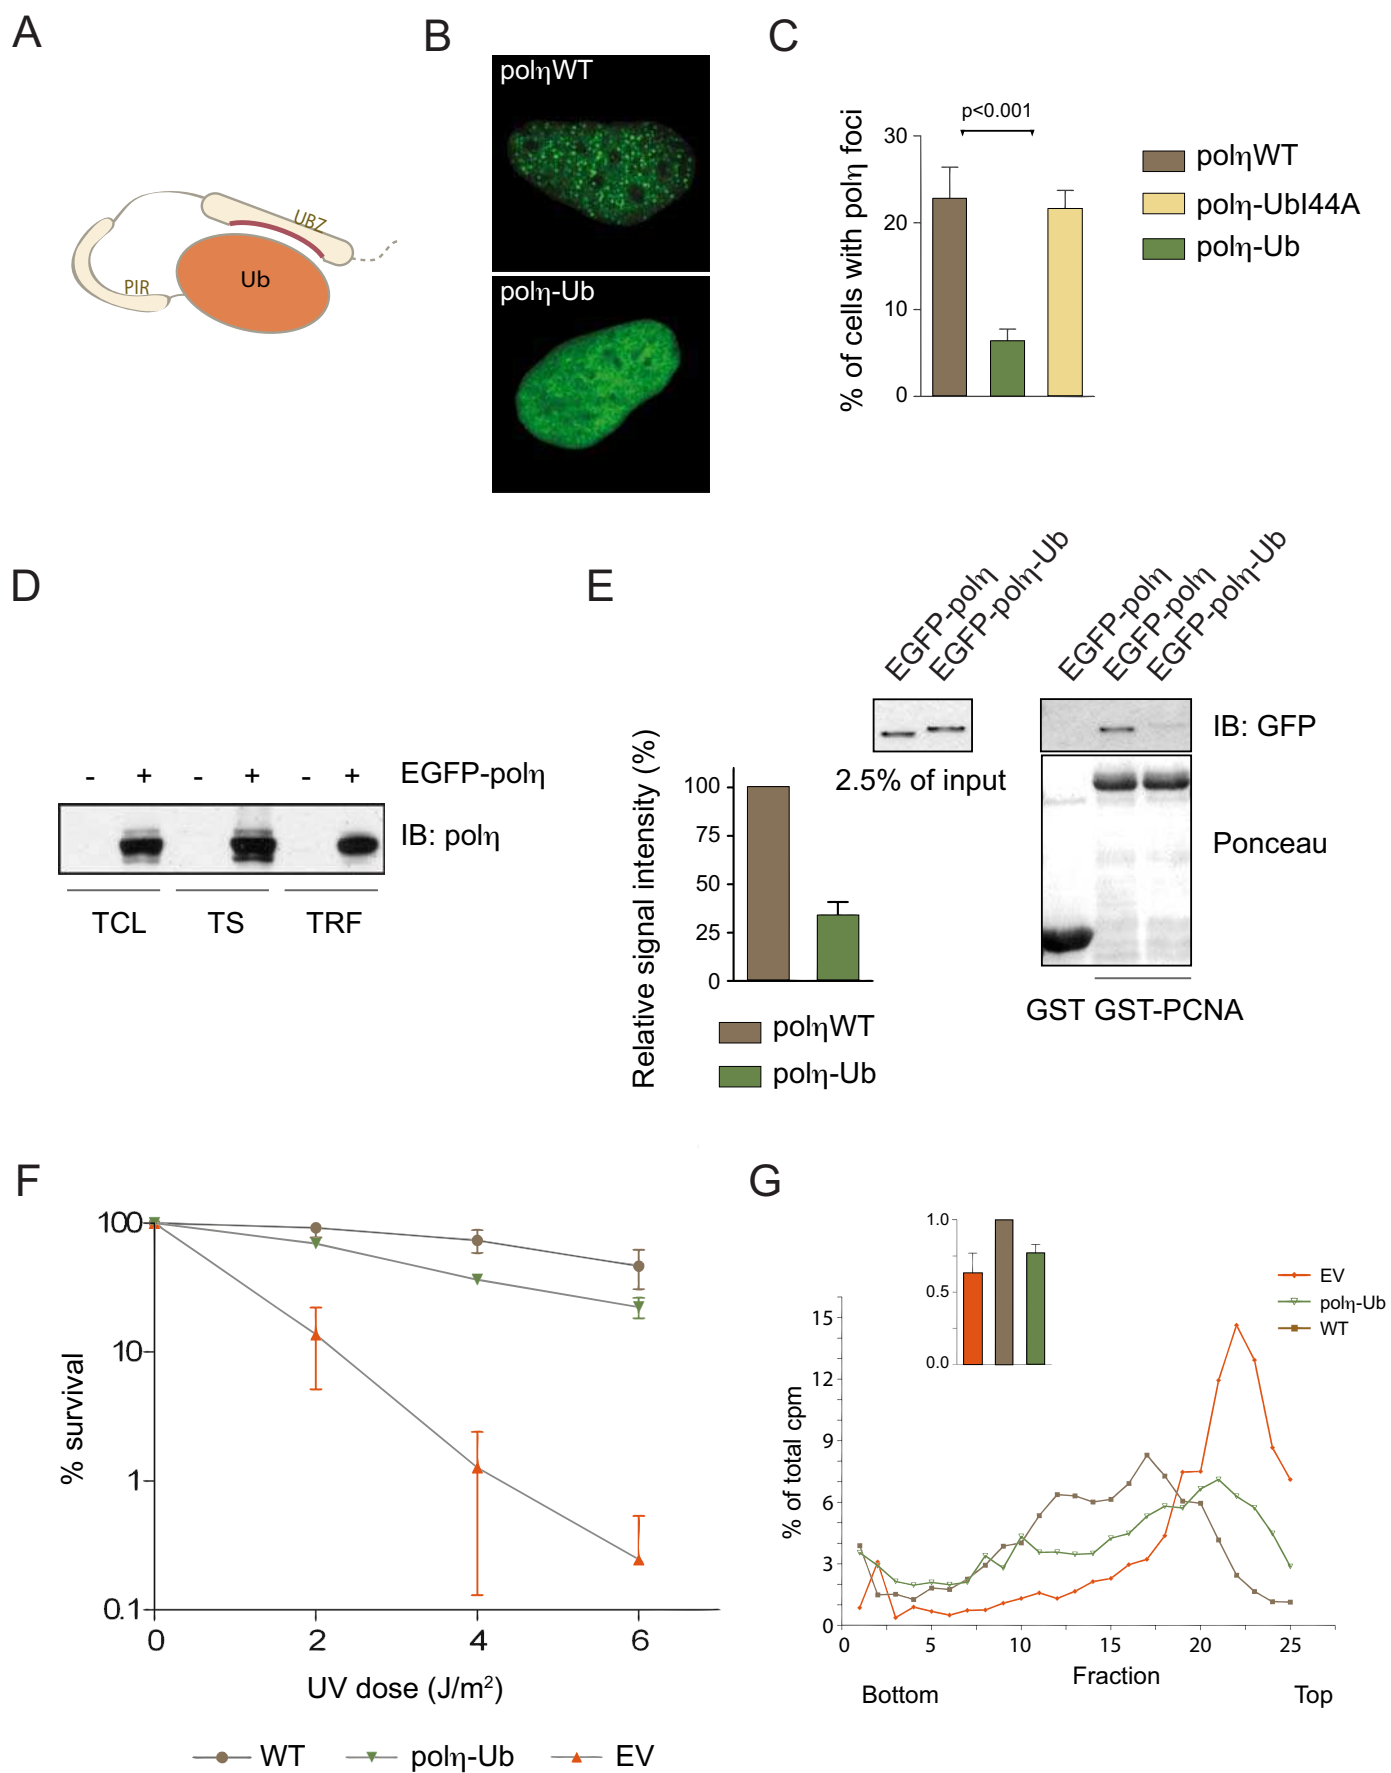 A
B
C
UBZ
PIR
Ub
polηWT
polη-Ub
% of cells with polη foci
p<0.001
30
20
10
0
polηWT
polη-UbI44A
polη-Ub
D
- + - + - + EGFP-polη
IB: polη
TCL TS TRF
E
EGFP-polη
EGFP-polη-Ub
2.5% of input
EGFP-polη
EGFP-polη
EGFP-polη-Ub
IB: GFP
Ponceau
GST GST-PCNA
Relative signal intensity (%)
100
75
50
25
0
polηWT
polη-Ub
F
% survival
100
10
1
0.1
0 2 4 6
UV dose (J/m²)
WT polη-Ub EV
G
1.0
0.5
0.0
EV
polη-Ub
WT
% of total cpm
15
12
9
6
3
0
0 5 10 15 20 25
Fraction
Bottom Top